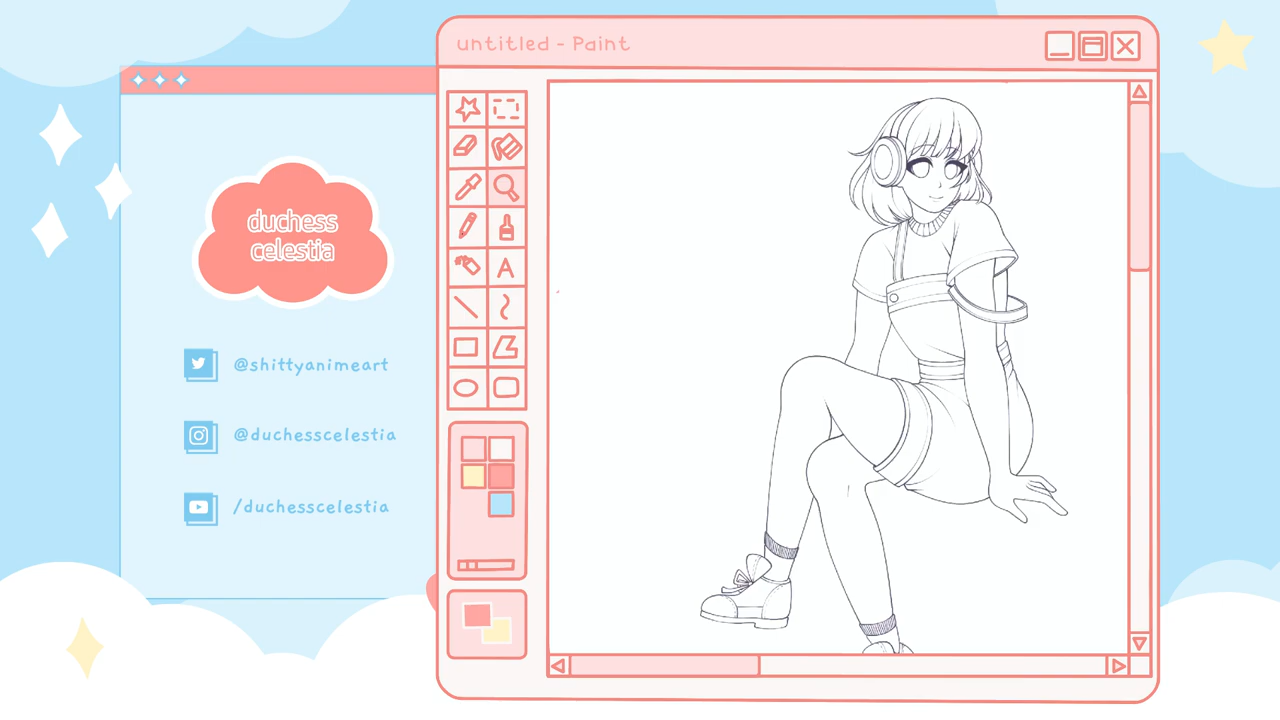 untitled - Paint
duchess
celestia
@shittyanimeart
@duchesscelestia
/duchesscelestia
A